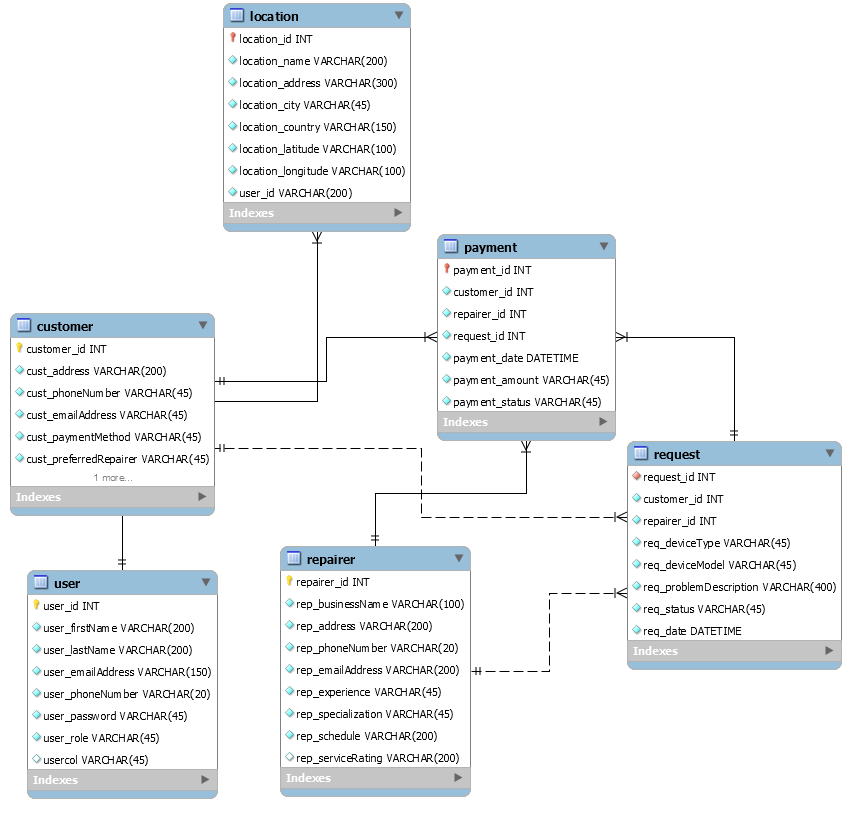 location
location_id INT
location_name VARCHAR(200)
location_address VARCHAR(300)
location_city VARCHAR(45)
location_country VARCHAR(150)
location_latitude VARCHAR(100)
location_longitude VARCHAR(100)
user_id VARCHAR(200)
Indexes
payment
payment_id INT
customer_id INT
repairer_id INT
request_id INT
payment_date DATETIME
payment_amount VARCHAR(45)
payment_status VARCHAR(45)
Indexes
customer
customer_id INT
cust_address VARCHAR(200)
cust_phoneNumber VARCHAR(45)
cust_emailAddress VARCHAR(45)
cust_paymentMethod VARCHAR(45)
cust_preferredRepairer VARCHAR(45)
1 more...
Indexes
request
request_id INT
customer_id INT
repairer_id INT
req_deviceType VARCHAR(45)
req_deviceModel VARCHAR(45)
req_problemDescription VARCHAR(400)
req_status VARCHAR(45)
req_date DATETIME
Indexes
user
user_id INT
user_firstName VARCHAR(200)
user_lastName VARCHAR(200)
user_emailAddress VARCHAR(150)
user_phoneNumber VARCHAR(20)
user_password VARCHAR(45)
user_role VARCHAR(45)
usercol VARCHAR(45)
Indexes
repairer
repairer_id INT
rep_businessName VARCHAR(100)
rep_address VARCHAR(200)
rep_phoneNumber VARCHAR(20)
rep_emailAddress VARCHAR(200)
rep_experience VARCHAR(45)
rep_specialization VARCHAR(45)
rep_schedule VARCHAR(200)
rep_serviceRating VARCHAR(200)
Indexes